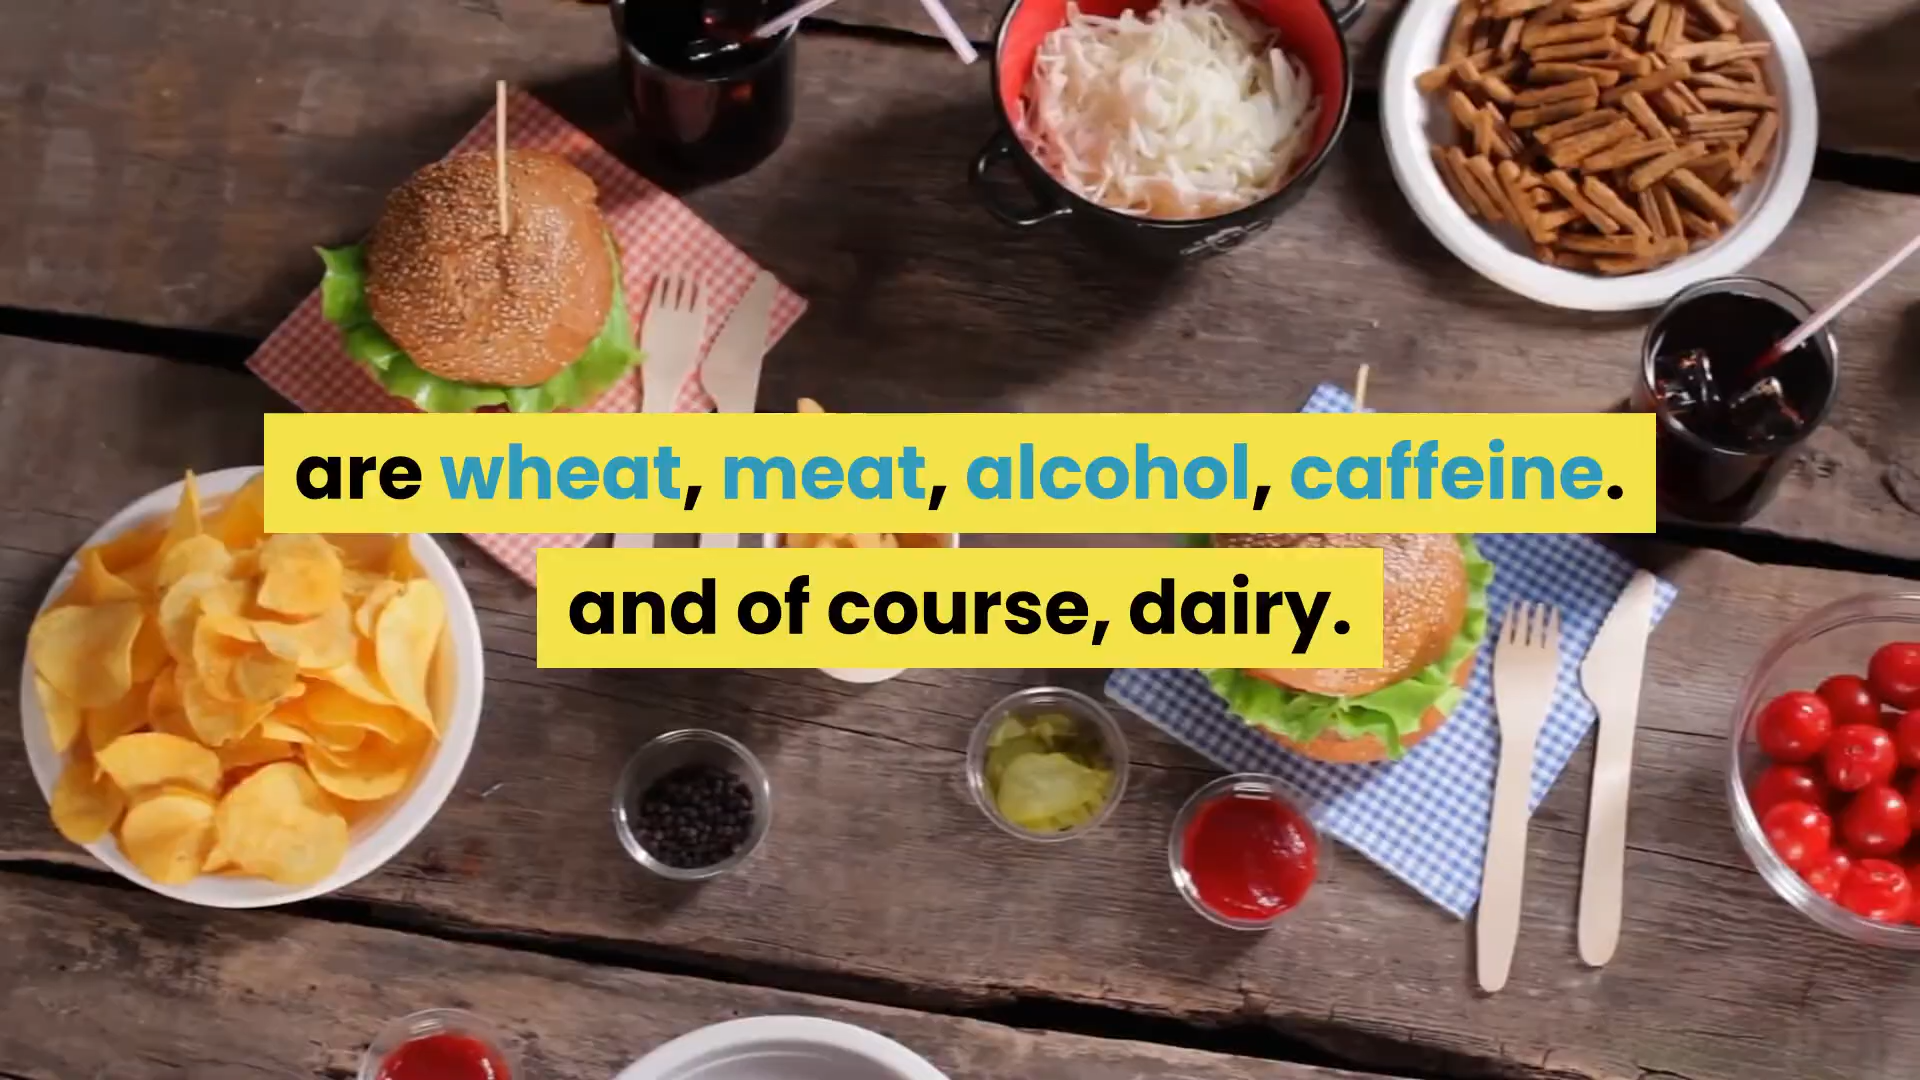 are wheat, meat, alcohol, caffeine.
and of course, dairy.